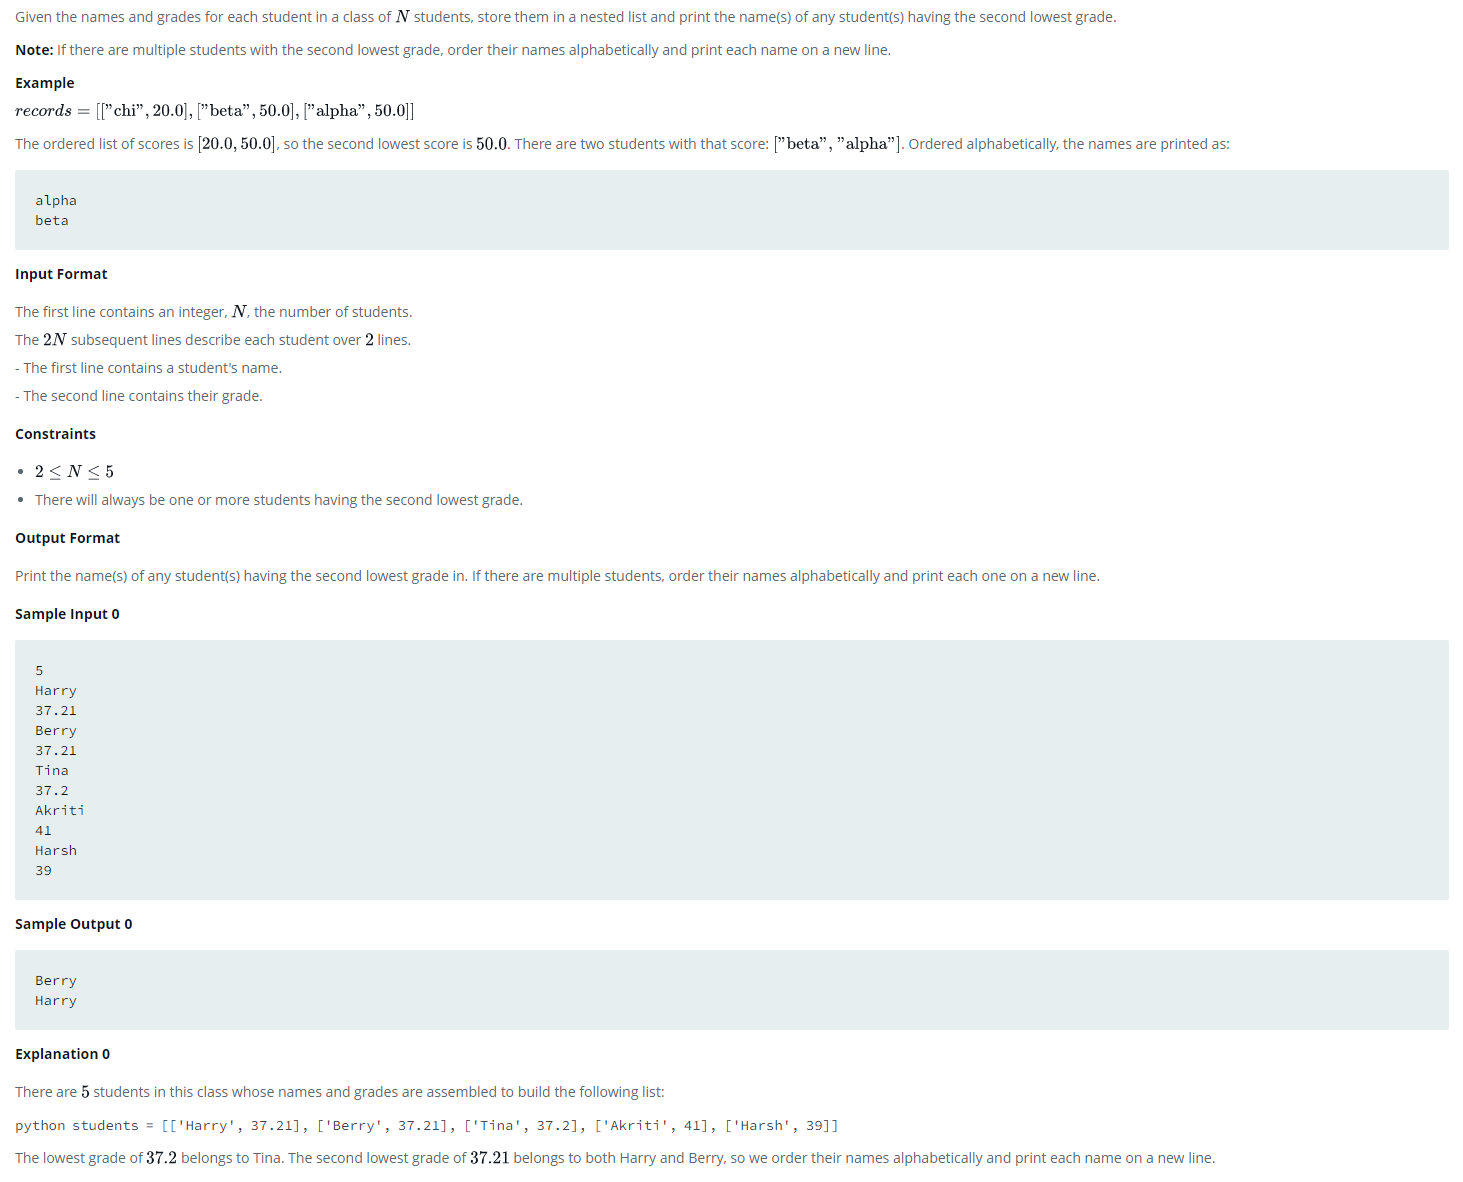 Given the names and grades for each student in a class of N students, store them in a nested list and print the name(s) of any student(s) having the second lowest grade.
Note: If there are multiple students with the second lowest grade, order their names alphabetically and print each name on a new line.
Example
records = [["chi", 20.0], ["beta", 50.0], ["alpha", 50.0]]
The ordered list of scores is [20.0, 50.0], so the second lowest score is 50.0. There are two students with that score: ["beta", "alpha"]. Ordered alphabetically, the names are printed as:
alpha
beta
Input Format
The first line contains an integer, N, the number of students.
The 2N subsequent lines describe each student over 2 lines.
- The first line contains a student's name.
- The second line contains their grade.
Constraints
• 2 ≤ N ≤ 5
• There will always be one or more students having the second lowest grade.
Output Format
Print the name(s) of any student(s) having the second lowest grade in. If there are multiple students, order their names alphabetically and print each one on a new line.
Sample Input 0
5
Harry
37.21
Berry
37.21
Tina
37.2
Akriti
41
Harsh
39
Sample Output 0
Berry
Harry
Explanation 0
There are 5 students in this class whose names and grades are assembled to build the following list:
python students = [['Harry', 37.21], ['Berry', 37.21], ['Tina', 37.2], ['Akriti', 41], ['Harsh', 39]]
The lowest grade of 37.2 belongs to Tina. The second lowest grade of 37.21 belongs to both Harry and Berry, so we order their names alphabetically and print each name on a new line.